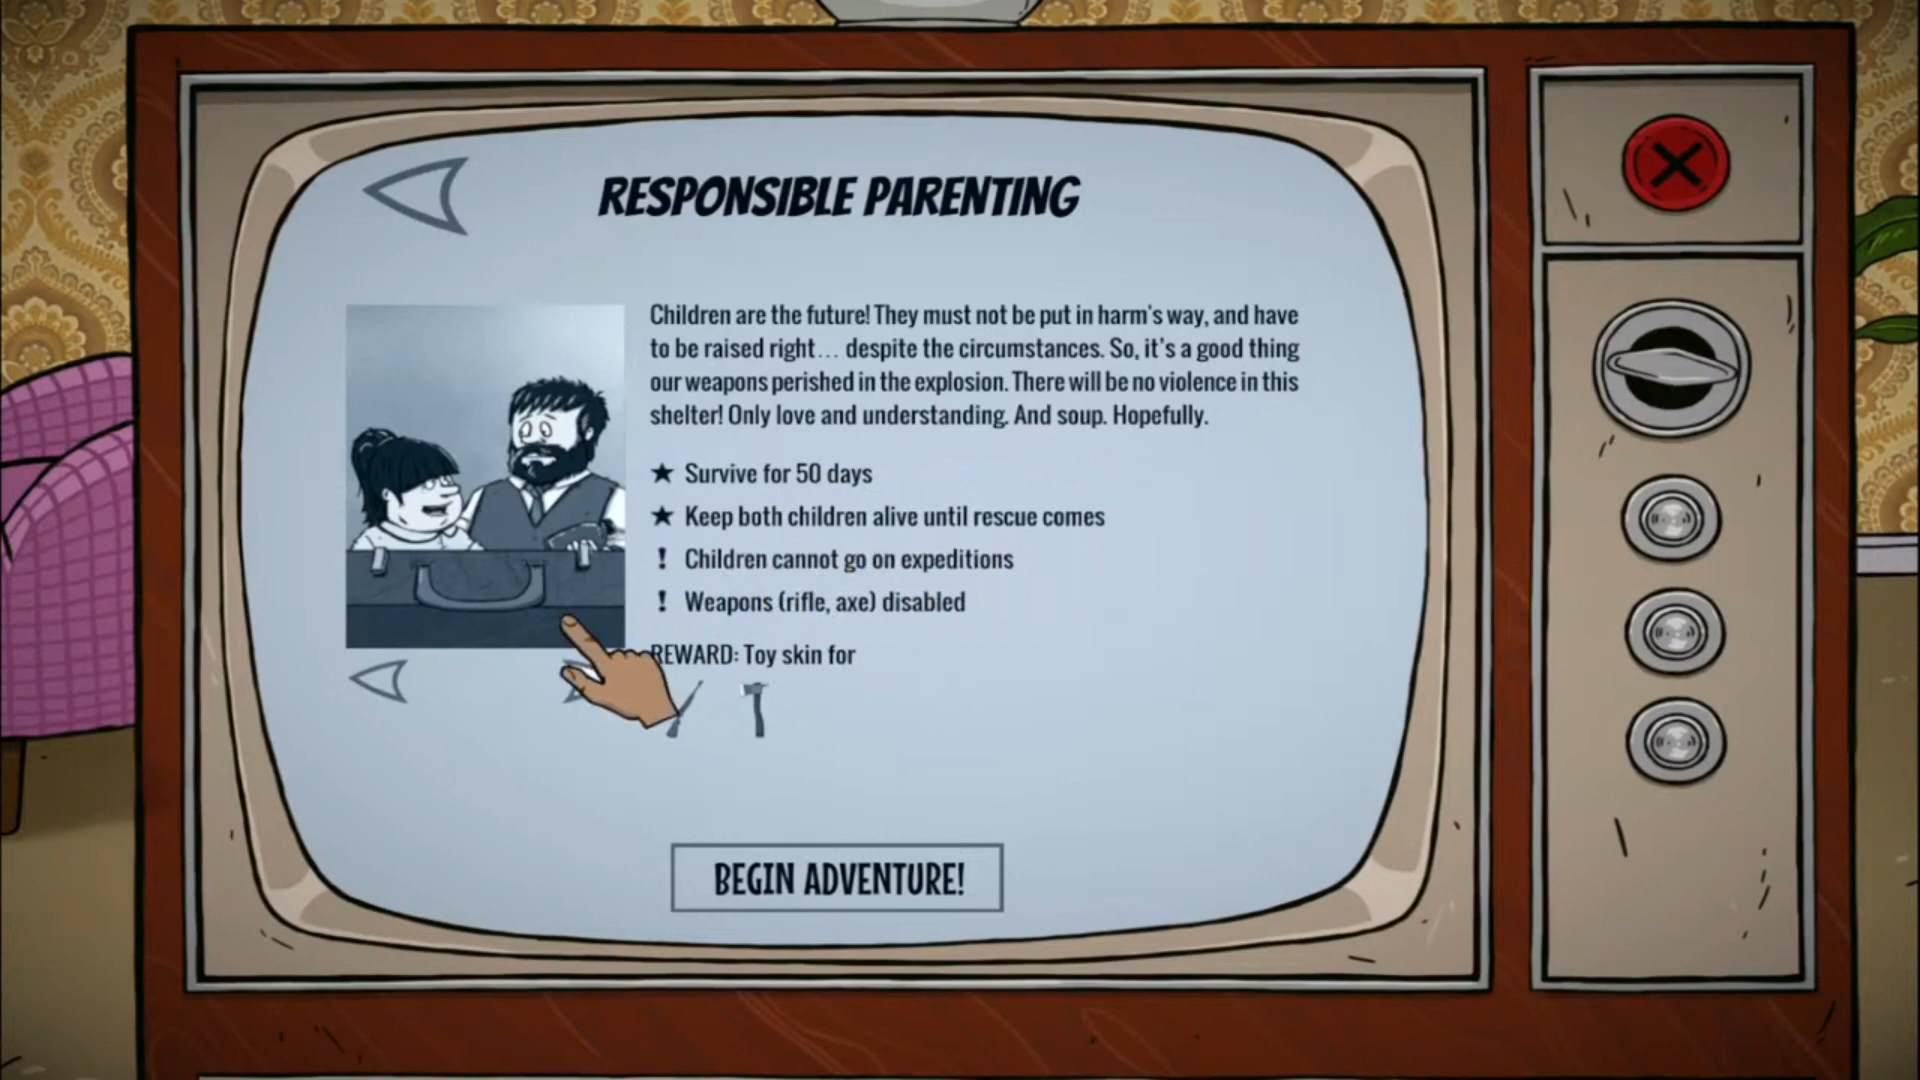 RESPONSIBLE PARENTING
Children are the future! They must not be put in harm's way, and have
to be raised right... despite the circumstances. So, it's a good thing
our weapons perished in the explosion. There will be no violence in this
shelter! Only love and understanding. And soup. Hopefully.
★ Survive for 50 days
★ Keep both children alive until rescue comes
! Children cannot go on expeditions
! Weapons (rifle, axe) disabled
REWARD: Toy skin for
BEGIN ADVENTURE!